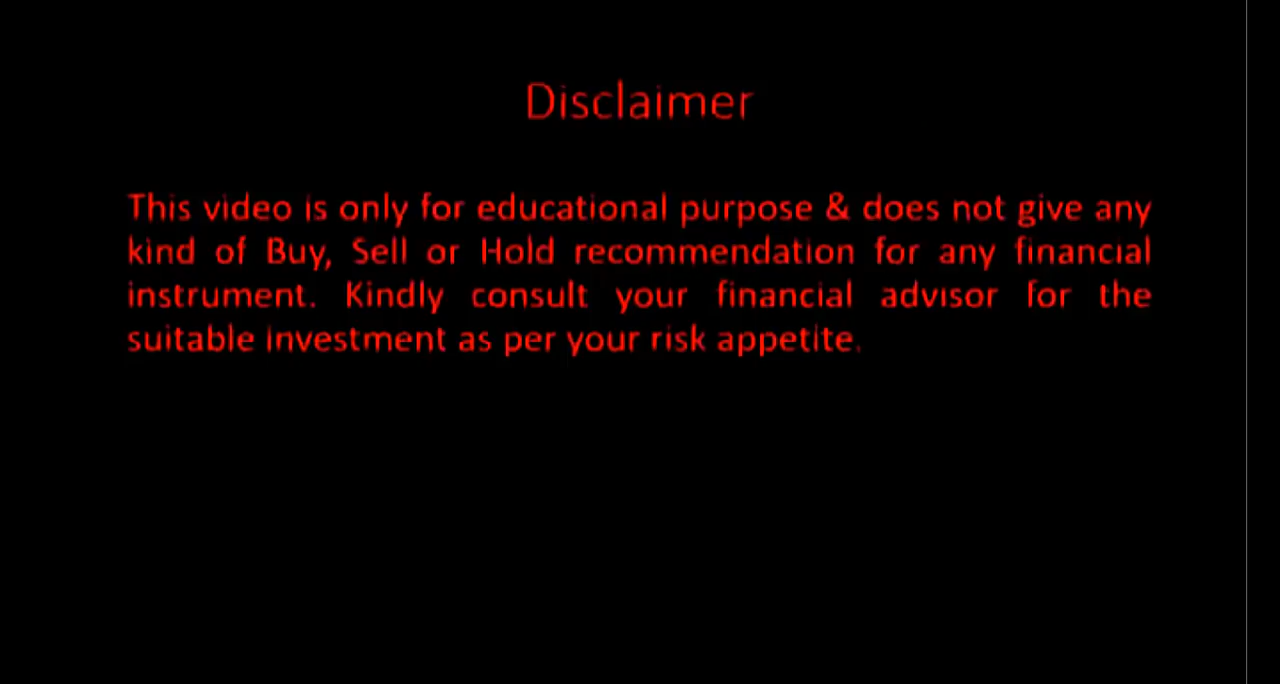 Disclaimer
This video is only for educational purpose & does not give any
kind of Buy, Sell or Hold recommendation for any financial
instrument. Kindly consult your financial advisor for the
suitable investment as per your risk appetite.